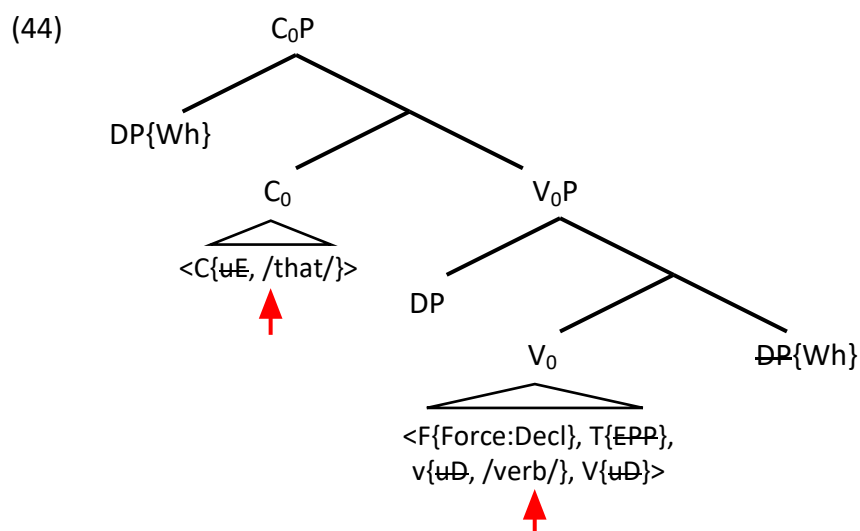 (44)
C₀P
DP{Wh}
C₀
V₀P
<C{uE, /that/}>
DP
V₀
DP{Wh}
<F{Force:Decl}, T{EPP},
v{uD, /verb/}, V{uD}>